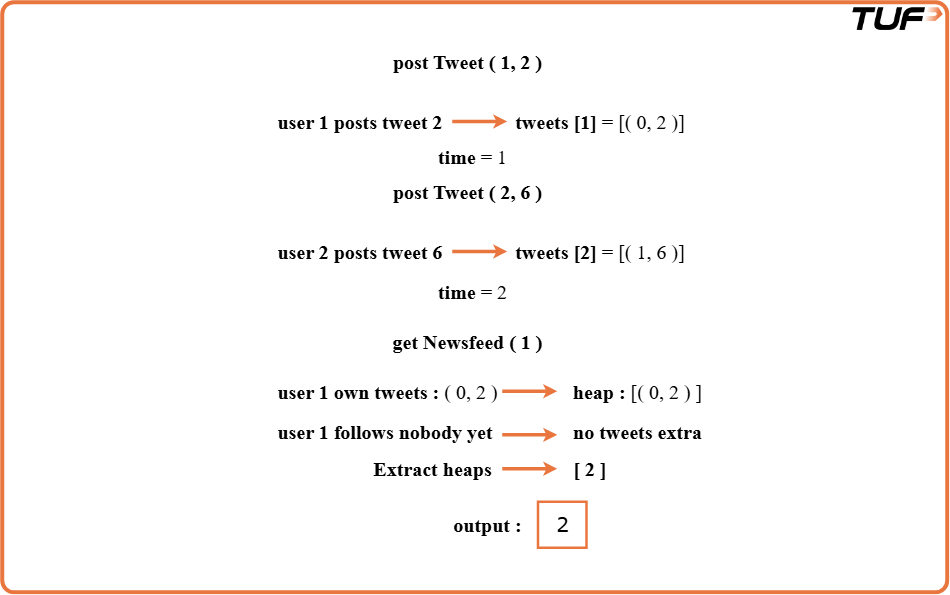 TUF
post Tweet ( 1, 2 )
user 1 posts tweet 2 tweets [1] = [( 0, 2 )]
time = 1
post Tweet ( 2, 6 )
user 2 posts tweet 6 tweets [2] = [( 1, 6 )]
time = 2
get Newsfeed ( 1 )
user 1 own tweets : ( 0, 2 ) heap : [( 0, 2 ) ]
user 1 follows nobody yet no tweets extra
Extract heaps [ 2 ]
output : 2